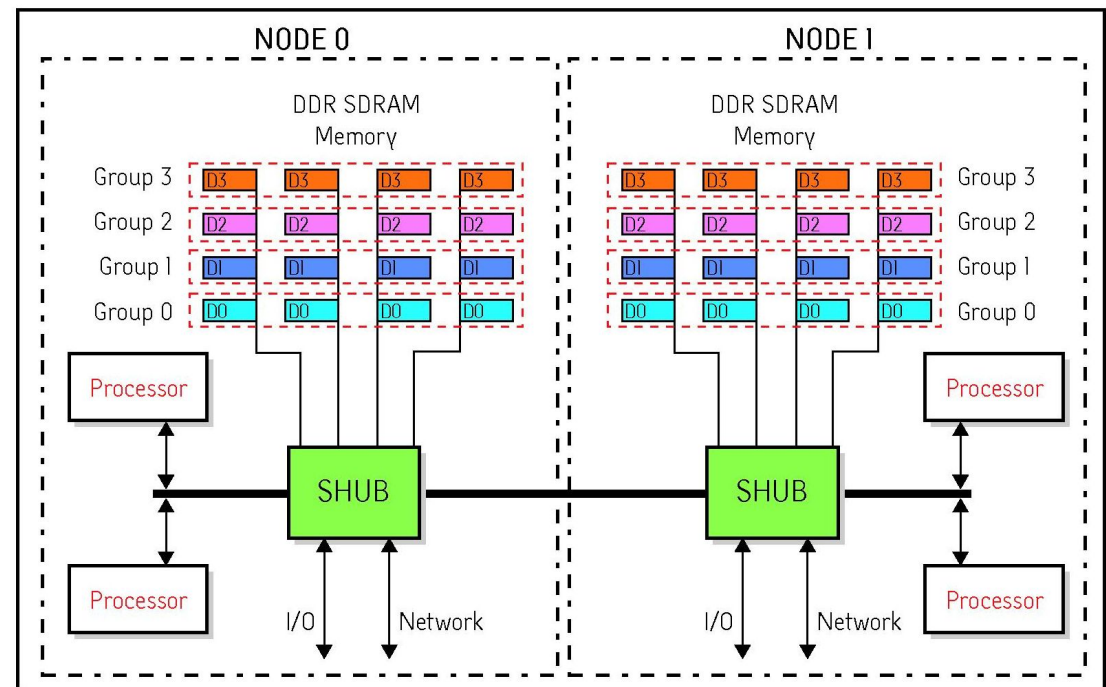 NODE 0
NODE 1
DDR SDRAM
Memory
DDR SDRAM
Memory
Group 3
D3 D3 D3 D3
D3 D3 D3 D3
Group 3
Group 2
D2 D2 D2 D2
D2 D2 D2 D2
Group 2
Group 1
D1 D1 D1 D1
D1 D1 D1 D1
Group 1
Group 0
D0 D0 D0 D0
D0 D0 D0 D0
Group 0
Processor
Processor
SHUB
SHUB
Processor
Processor
I/O
Network
I/O
Network